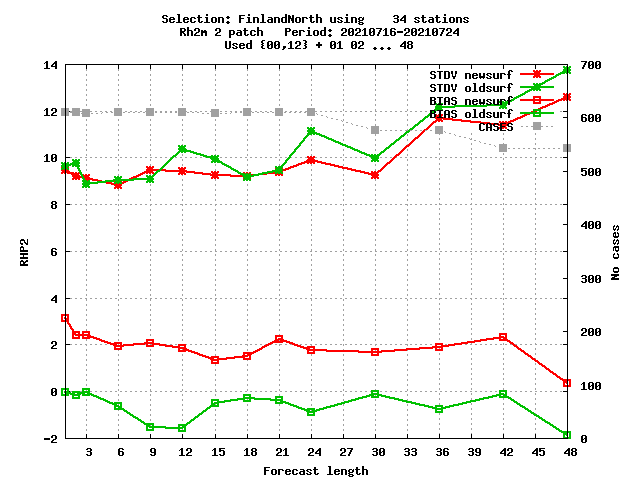 Selection: FinlandNorth using    34 stations
Rh2m 2 patch   Period: 20210716-20210724
Used {00,12} + 01 02 ... 48
14
12
10
8
6
4
2
0
-2
RHP2
700
600
500
400
300
200
100
0
No cases
STDV newsurf
STDV oldsurf
BIAS newsurf
BIAS oldsurf
CASES
3 6 9 12 15 18 21 24 27 30 33 36 39 42 45 48
Forecast length